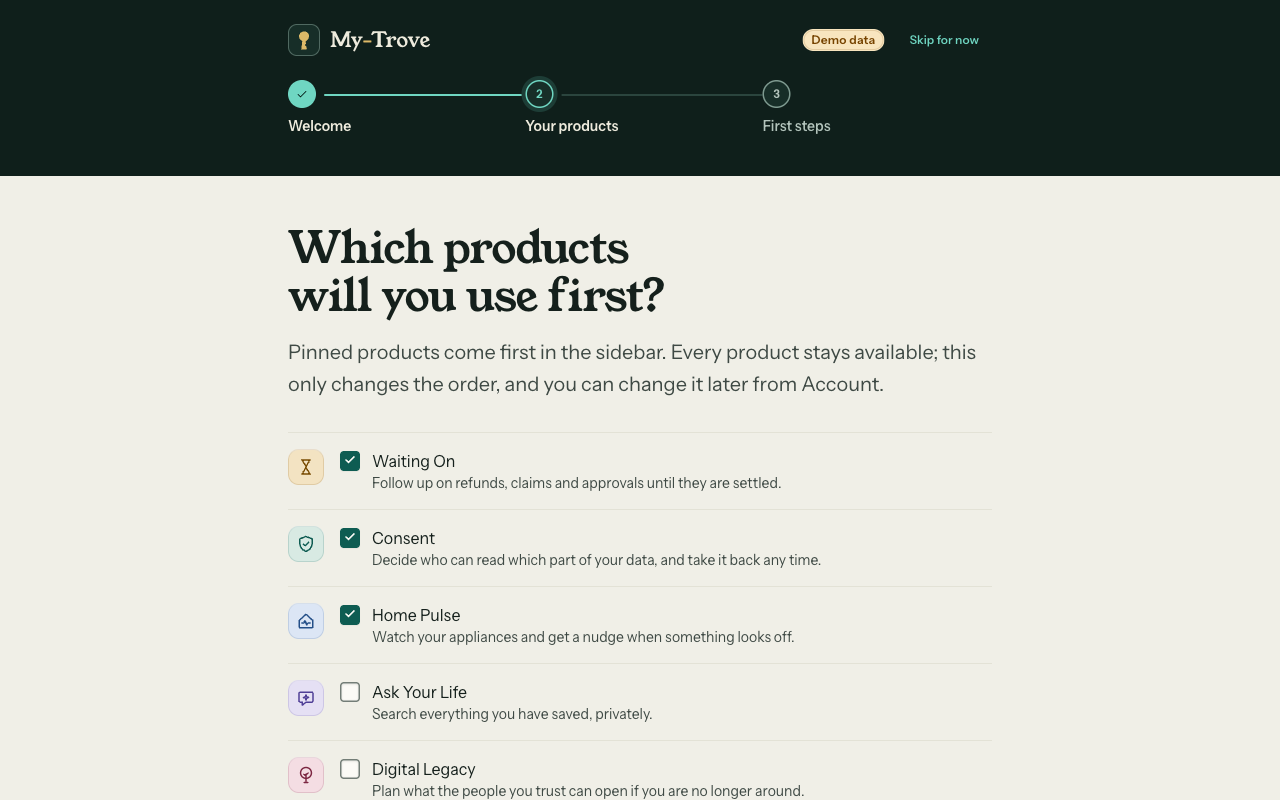 My-Trove
Demo data
Skip for now
2
3
Welcome
Your products
First steps
Which products
will you use first?
Pinned products come first in the sidebar. Every product stays available; this
only changes the order, and you can change it later from Account.
Waiting On
Follow up on refunds, claims and approvals until they are settled.
Consent
Decide who can read which part of your data, and take it back any time.
Home Pulse
Watch your appliances and get a nudge when something looks off.
Ask Your Life
Search everything you have saved, privately.
Digital Legacy
Plan what the people you trust can open if you are no longer around.